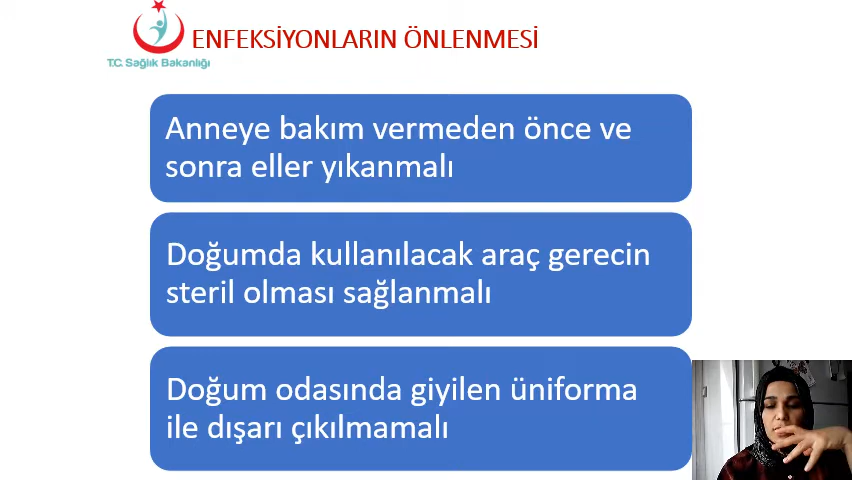 ENFEKSİYONLARIN ÖNLENMESİ
T.C. Sağlık Bakanlığı
Anneye bakım vermeden önce ve
sonra eller yıkanmalı
Doğumda kullanılacak araç gerecin
steril olması sağlanmalı
Doğum odasında giyilen üniforma
ile dışarı çıkılmamalı